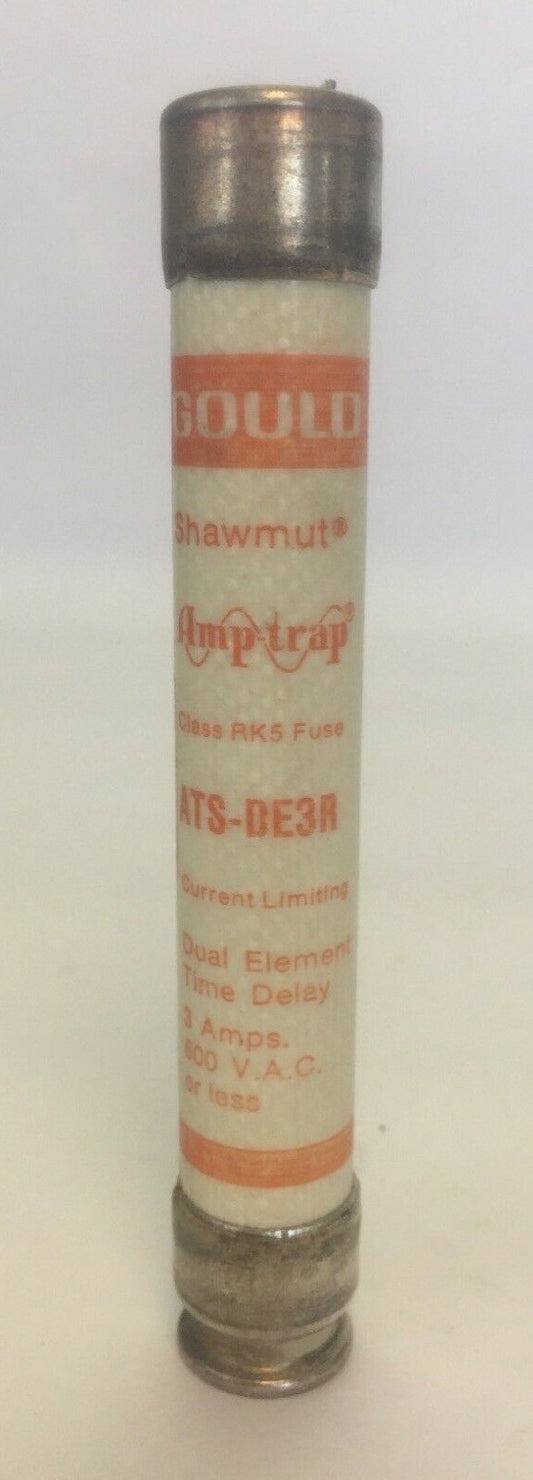 GOULD
Shawmut®
Amp-trap®
Class RK5 Fuse
ATS-DE3R
Current Limiting
Dual Element
Time Delay
3 Amps.
600 V.A.C.
or less